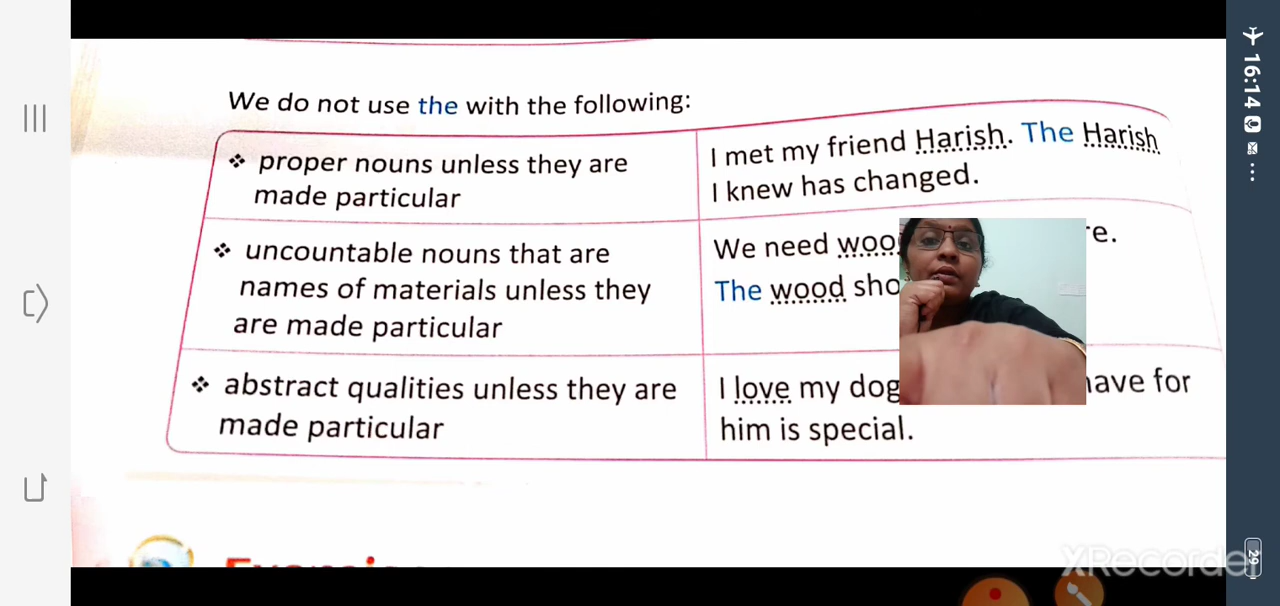 We do not use the with the following:
❖ proper nouns unless they are
made particular
I met my friend Harish. The Harish
I knew has changed.
❖ uncountable nouns that are
names of materials unless they
are made particular
We need
The wood
❖ abstract qualities unless they are
made particular
I love my dog have for
him is special.
16:14
29
XRecorder